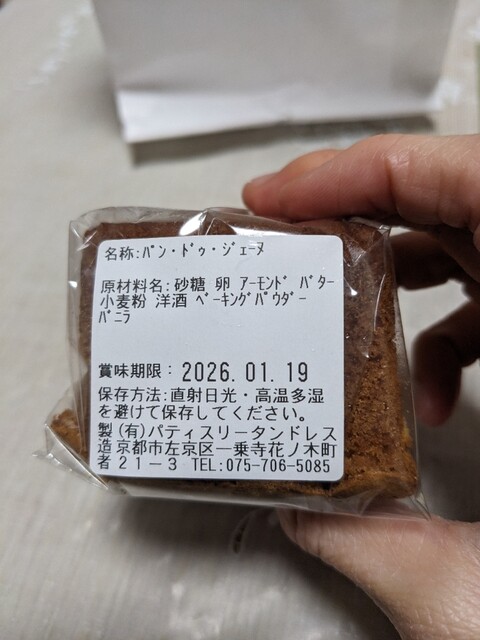 名称:ﾊﾟﾝ･ﾄﾞｩ･ｼﾞｪｰﾇ
原材料名:砂糖 卵 ｱｰﾓﾝﾄﾞ ﾊﾞﾀｰ
小麦粉 洋酒 ﾍﾞｰｷﾝｸﾞﾊﾟｳﾀﾞｰ
ﾊﾞﾆﾗ
賞味期限: 2026.01.19
保存方法:直射日光・高温多湿
を避けて保存してください。
製造者 (有)パティスリータンドレス
京都市左京区一乗寺花ノ木町
21-3 TEL:075-706-5085